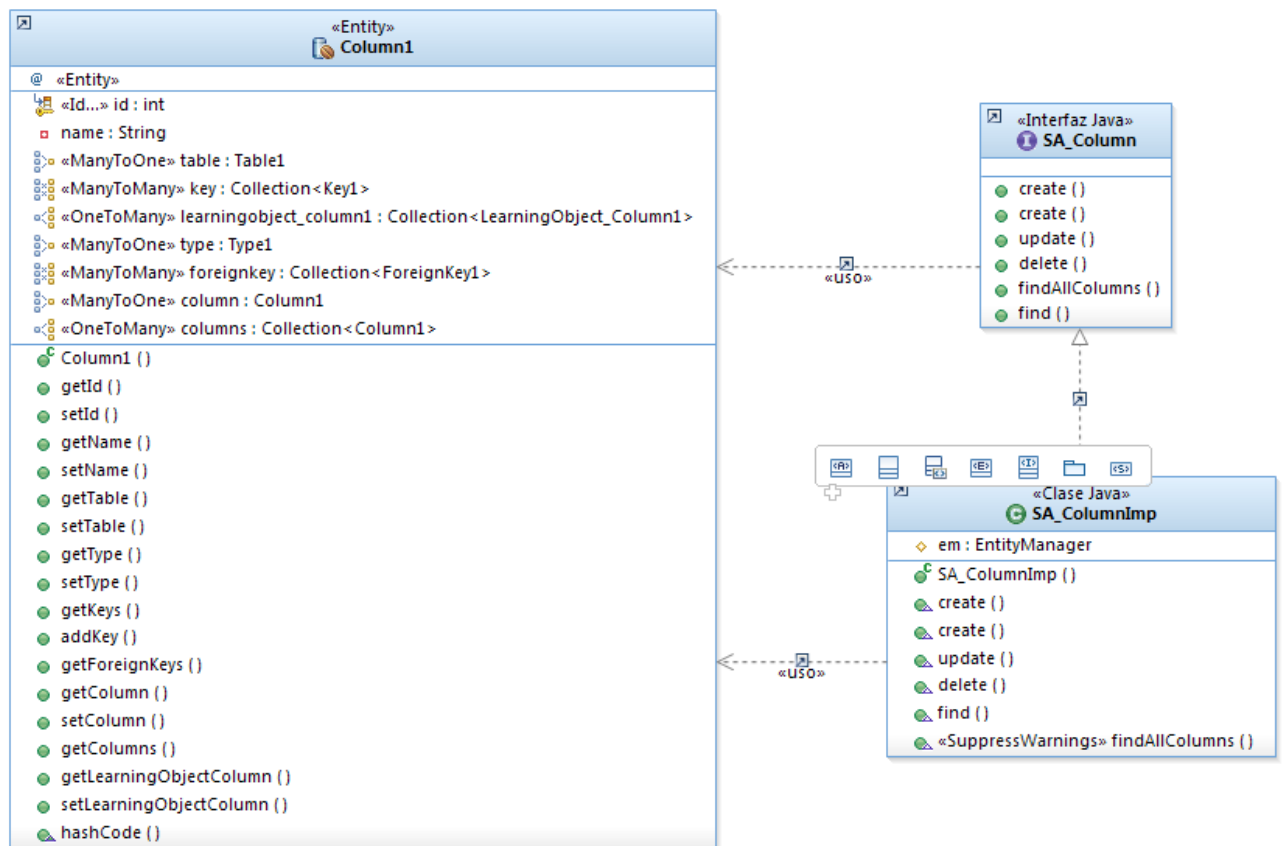 «Entity»
Column1
@ «Entity»
«Id...» id : int
name : String
«ManyToOne» table : Table1
«ManyToMany» key : Collection<Key1>
«OneToMany» learningobject_column1 : Collection<LearningObject_Column1>
«ManyToOne» type : Type1
«ManyToMany» foreignkey : Collection<ForeignKey1>
«ManyToOne» column : Column1
«OneToMany» columns : Collection<Column1>
Column1 ( )
getId ( )
setId ( )
getName ( )
setName ( )
getTable ( )
setTable ( )
getType ( )
setType ( )
getKeys ( )
addKey ( )
getForeignKeys ( )
getColumn ( )
setColumn ( )
getColumns ( )
getLearningObjectColumn ( )
setLearningObjectColumn ( )
hashCode ( )
«uso»
«uso»
«Interfaz Java»
I SA_Column
create ( )
create ( )
update ( )
delete ( )
findAllColumns ( )
find ( )
«A» «E» «I» «S»
«Clase Java»
C SA_ColumnImp
em : EntityManager
SA_ColumnImp ( )
create ( )
create ( )
update ( )
delete ( )
find ( )
«SuppressWarnings» findAllColumns ( )